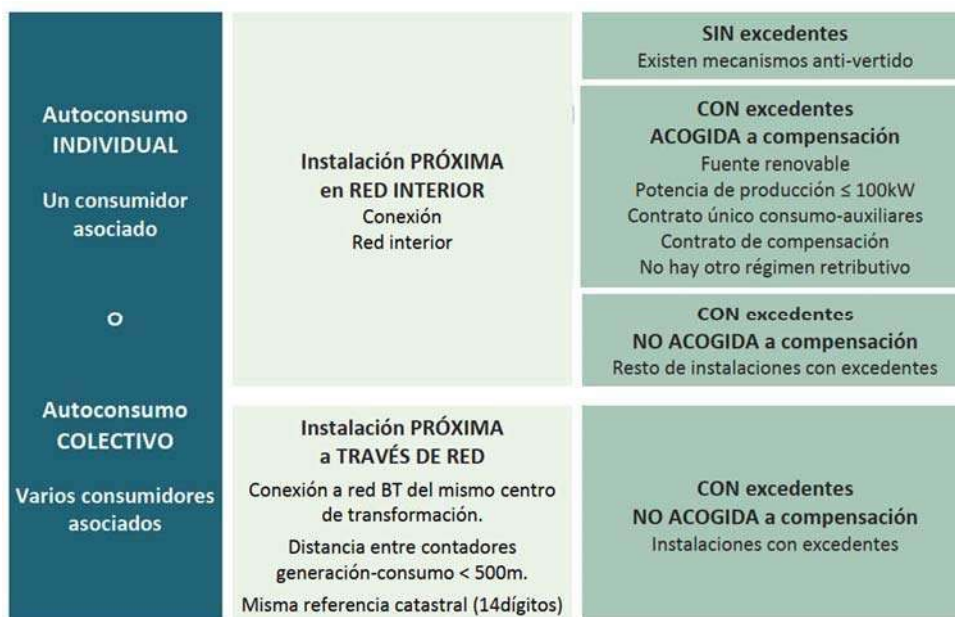 Autoconsumo
INDIVIDUAL
Un consumidor
asociado
O
Autoconsumo
COLECTIVO
Varios consumidores
asociados
Instalación PRÓXIMA
en RED INTERIOR
Conexión
Red interior
SIN excedentes
Existen mecanismos anti-vertido
CON excedentes
ACOGIDA a compensación
Fuente renovable
Potencia de producción ≤ 100kW
Contrato único consumo-auxiliares
Contrato de compensación
No hay otro régimen retributivo
CON excedentes
NO ACOGIDA a compensación
Resto de instalaciones con excedentes
Instalación PRÓXIMA
a TRAVÉS DE RED
Conexión a red BT del mismo centro
de transformación.
Distancia entre contadores
generación-consumo < 500m.
Misma referencia catastral (14dígitos)
CON excedentes
NO ACOGIDA a compensación
Instalaciones con excedentes